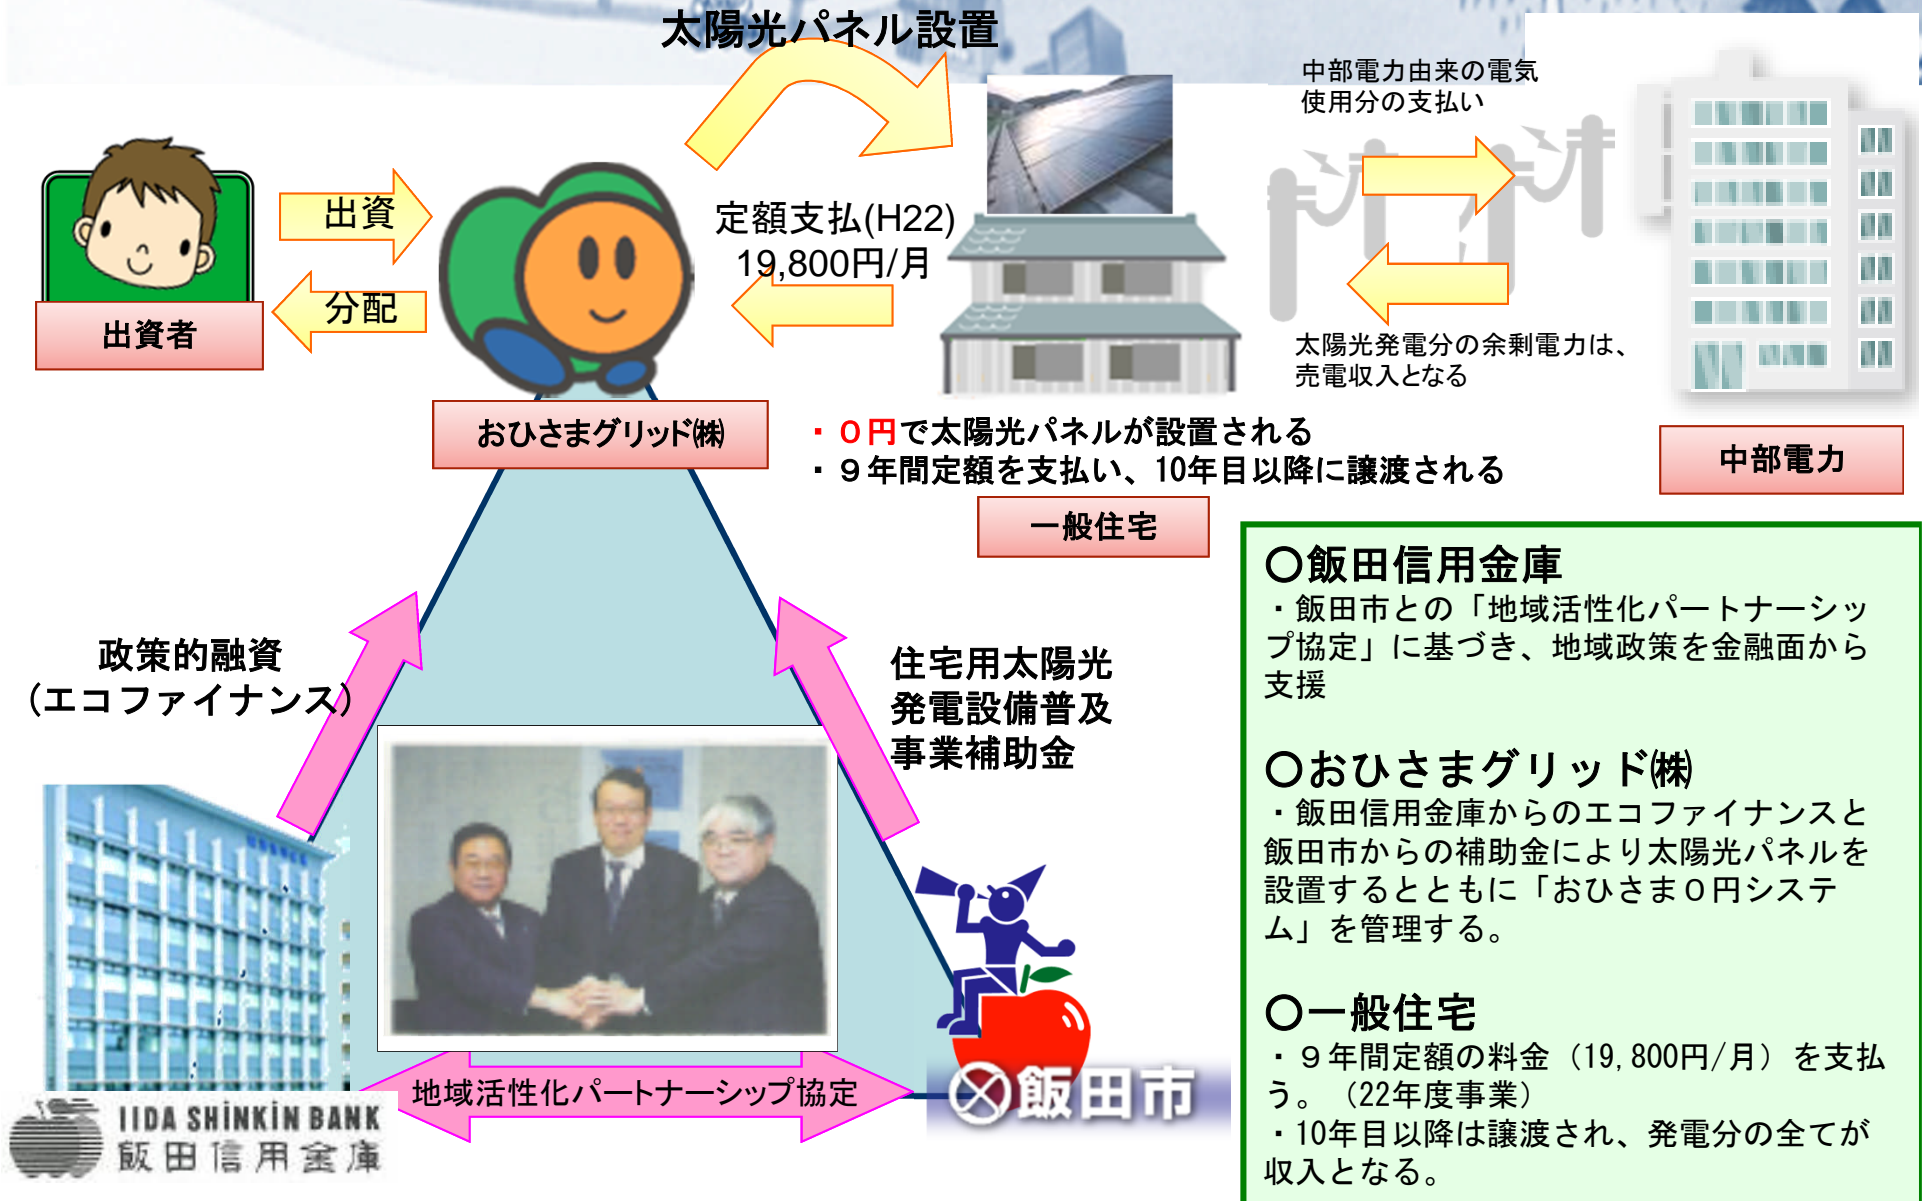 太陽光パネル設置
中部電力由来の電気
使用分の支払い
出資
分配
出資者
定額支払(H22)
19,800円/月
太陽光発電分の余剰電力は、
売電収入となる
おひさまグリッド㈱
・０円で太陽光パネルが設置される
・９年間定額を支払い、10年目以降に譲渡される
中部電力
一般住宅
政策的融資
(エコファイナンス)
住宅用太陽光
発電設備普及
事業補助金
地域活性化パートナーシップ協定
IIDA SHINKIN BANK
飯田信用金庫
飯田市
〇飯田信用金庫
・飯田市との「地域活性化パートナーシッ
プ協定」に基づき、地域政策を金融面から
支援
〇おひさまグリッド㈱
・飯田信用金庫からのエコファイナンスと
飯田市からの補助金により太陽光パネルを
設置するとともに「おひさま０円システ
ム」を管理する。
〇一般住宅
・９年間定額の料金（19,800円/月）を支払
う。（22年度事業）
・10年目以降は譲渡され、発電分の全てが
収入となる。